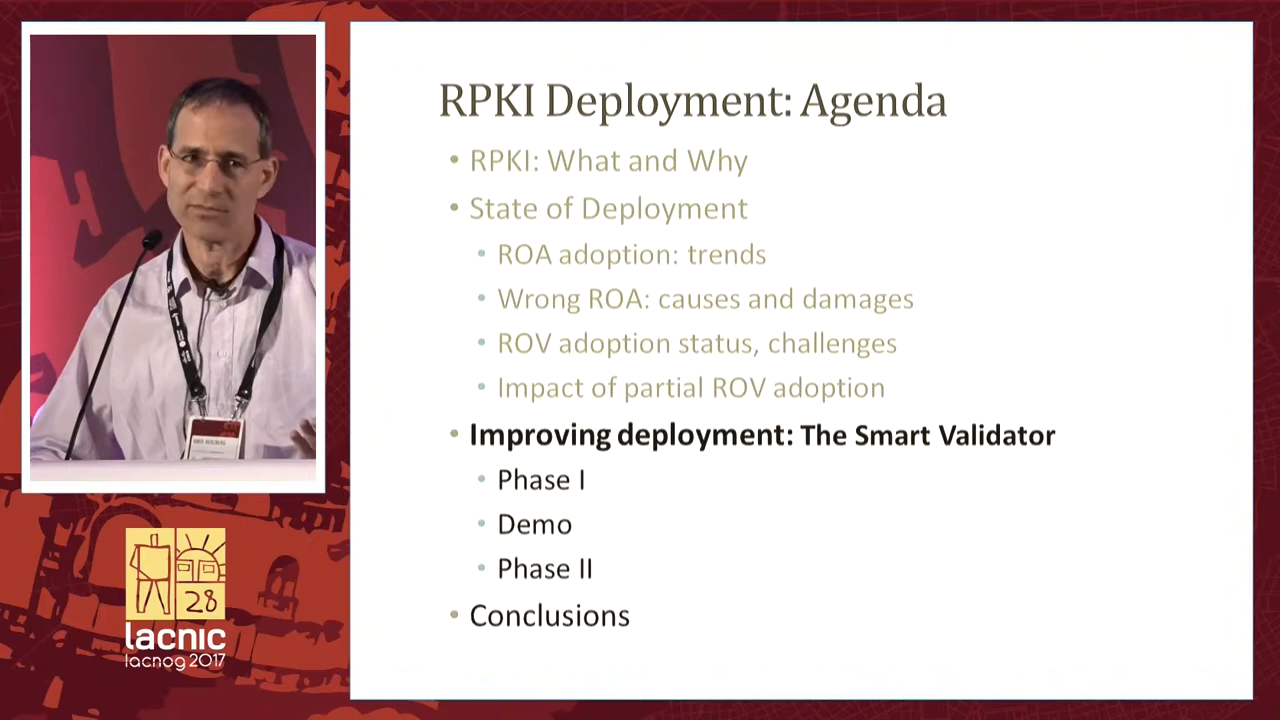 RPKI Deployment: Agenda
• RPKI: What and Why
• State of Deployment
• ROA adoption: trends
• Wrong ROA: causes and damages
• ROV adoption status, challenges
• Impact of partial ROV adoption
• Improving deployment: The Smart Validator
• Phase I
• Demo
• Phase II
• Conclusions
28
lacnic
lacnog 2017